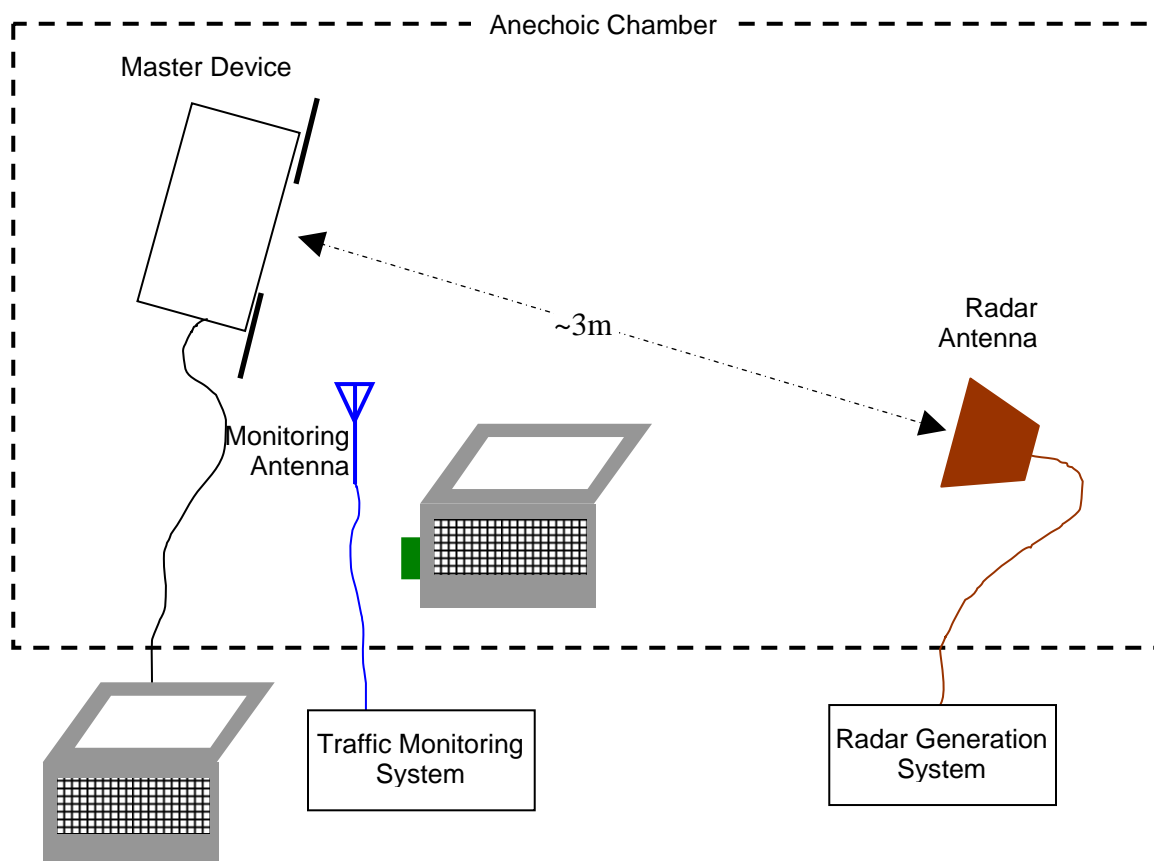 Anechoic Chamber
Master Device
~3m
Radar
Antenna
Monitoring
Antenna
Traffic Monitoring
System
Radar Generation
System